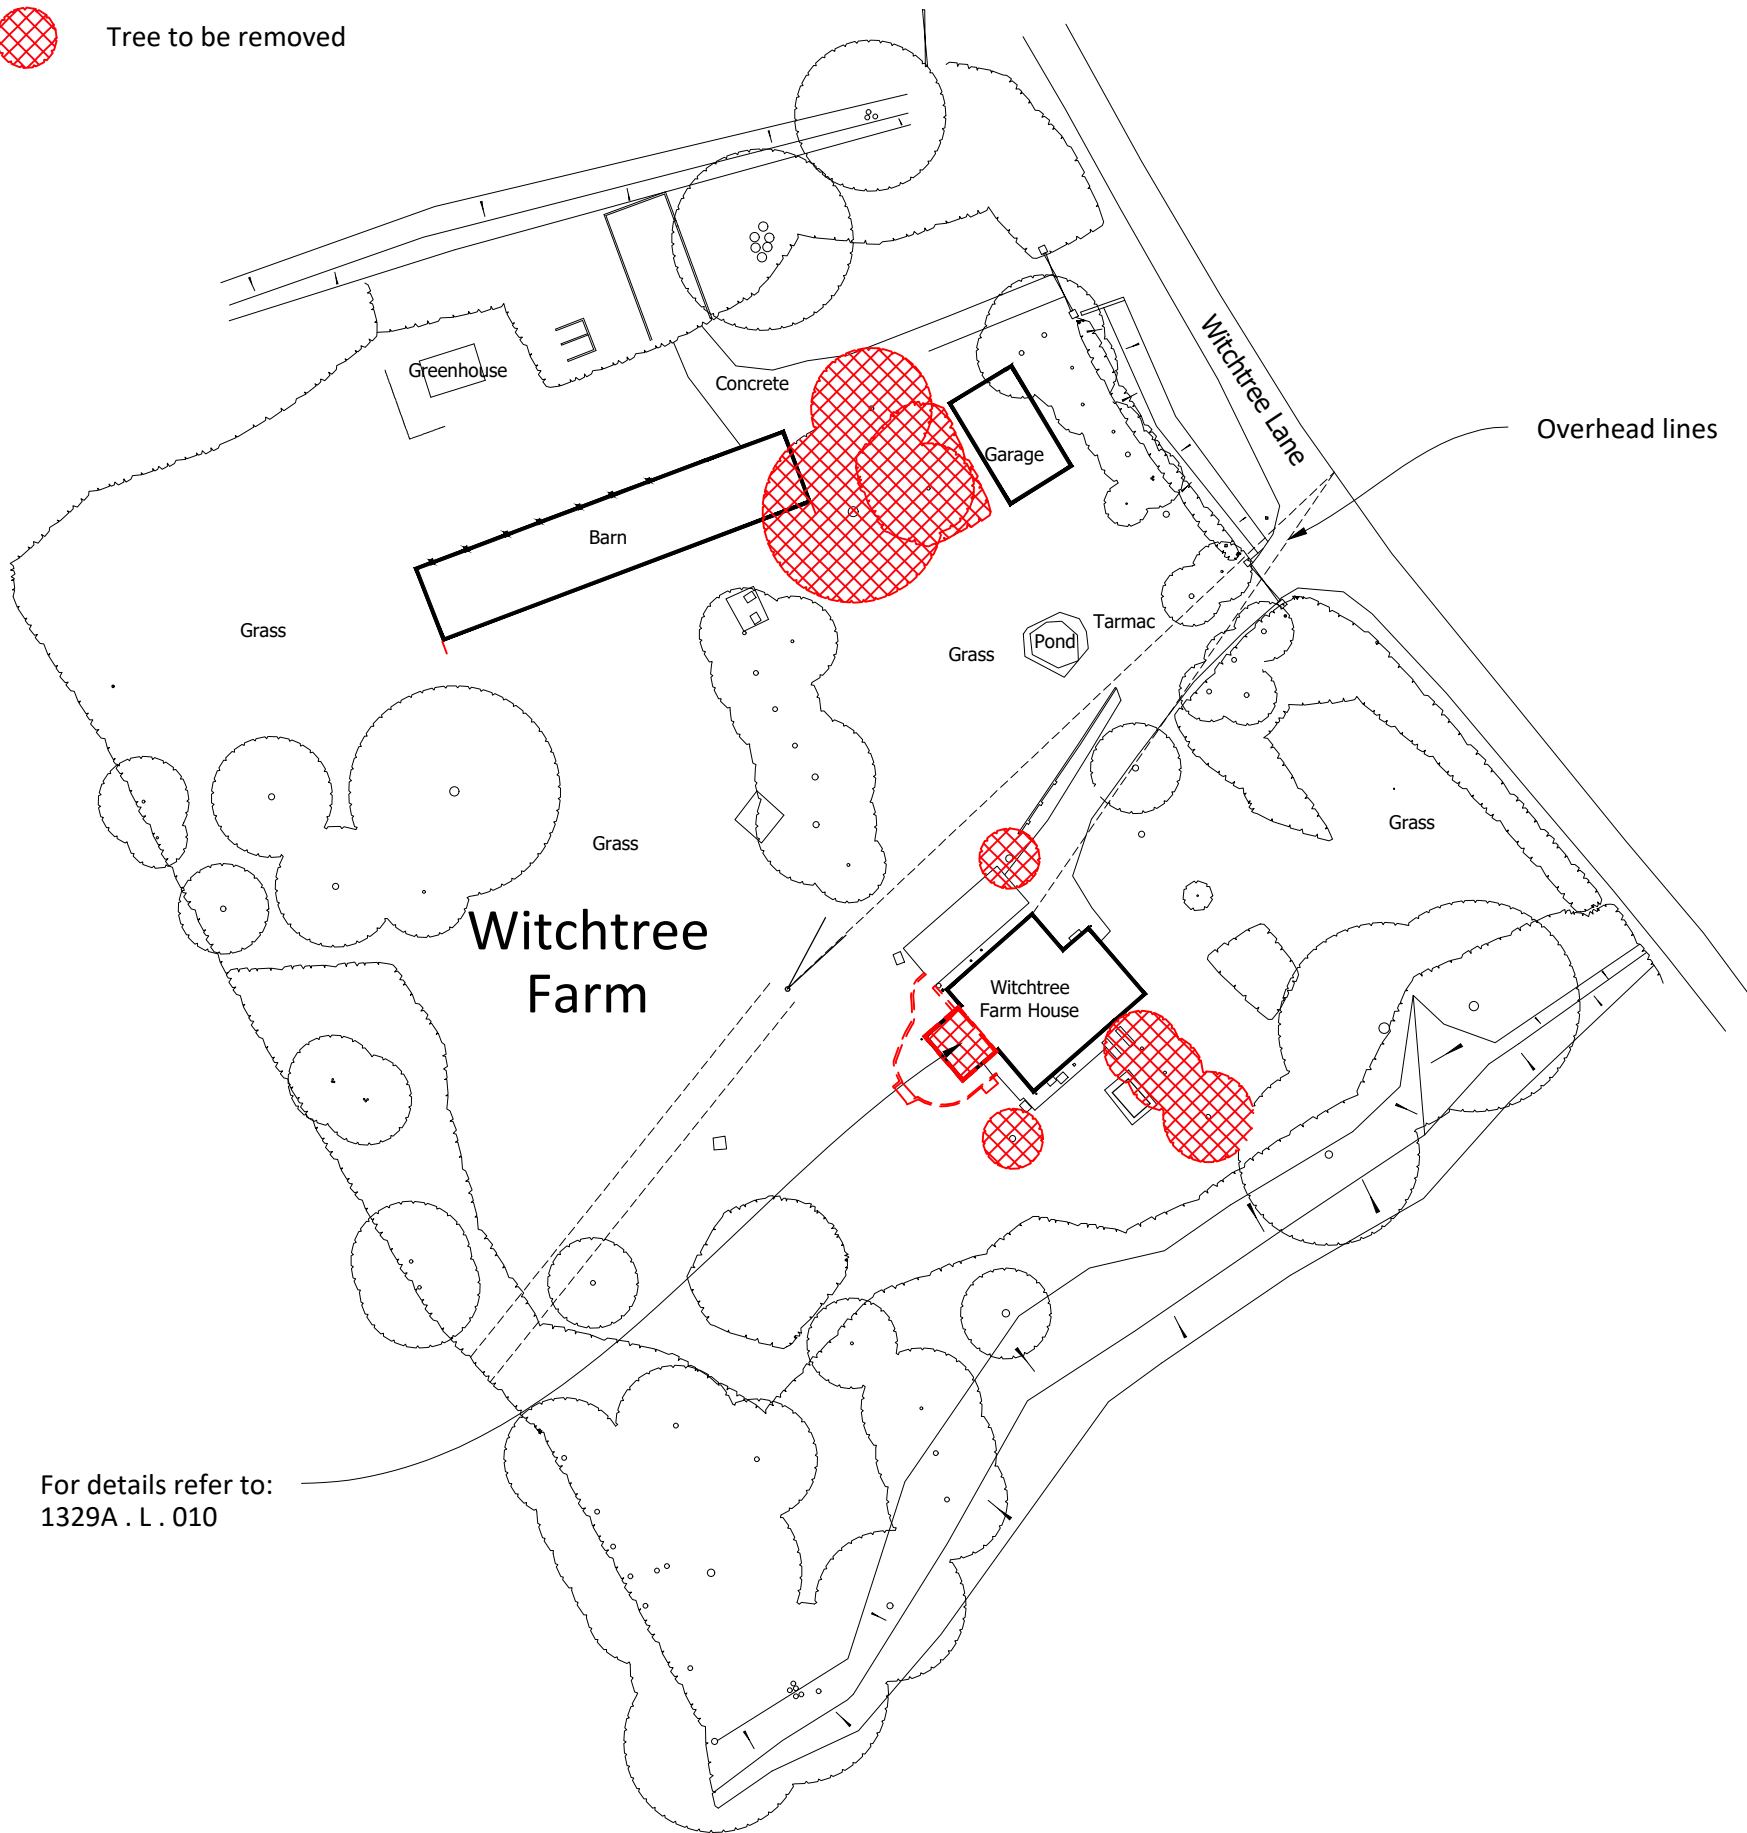 Tree to be removed
Witchtree Lane
Greenhouse
Concrete
Overhead lines
Garage
Barn
Grass
Tarmac
Pond
Grass
Grass
Grass
Witchtree
Farm
Witchtree
Farm House
For details refer to:
1329A . L . 010